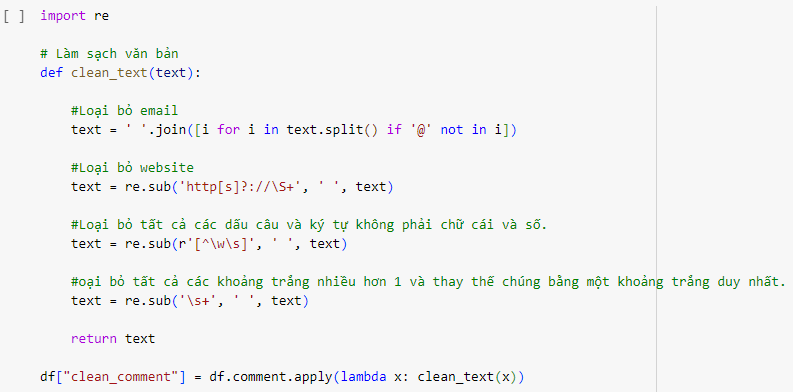 [ ] import re
# Làm sạch văn bản
def clean_text(text):
#Loại bỏ email
text = ' '.join([i for i in text.split() if '@' not in i])
#Loại bỏ website
text = re.sub('http[s]?://\S+', ' ', text)
#Loại bỏ tất cả các dấu câu và ký tự không phải chữ cái và số.
text = re.sub(r'[^\w\s]', ' ', text)
#oại bỏ tất cả các khoảng trắng nhiều hơn 1 và thay thế chúng bằng một khoảng trắng duy nhất.
text = re.sub('\s+', ' ', text)
return text
df["clean_comment"] = df.comment.apply(lambda x: clean_text(x))